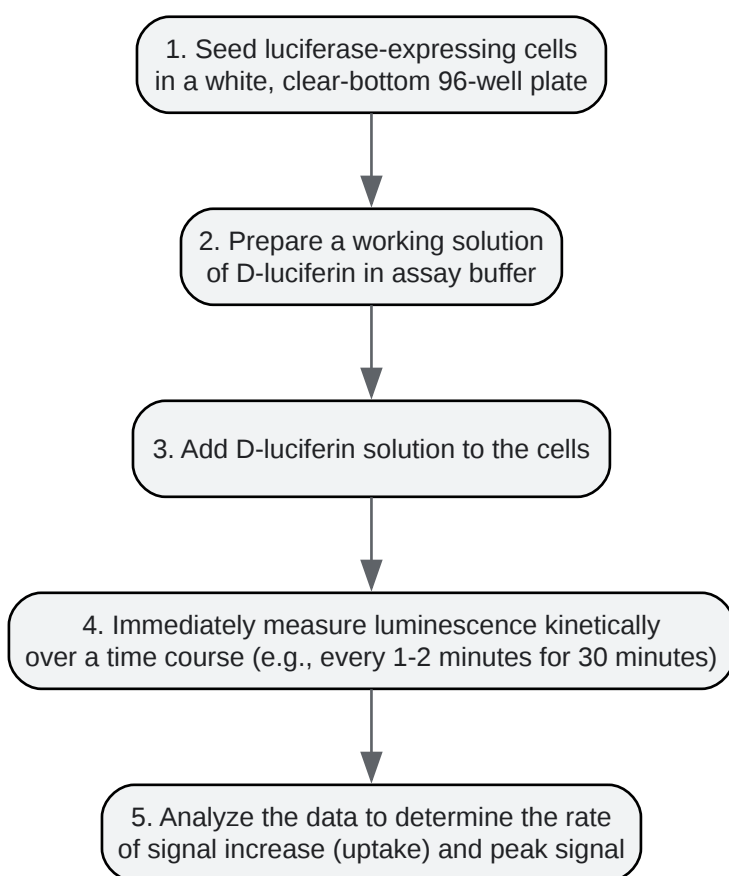 1. Seed luciferase-expressing cells
in a white, clear-bottom 96-well plate
2. Prepare a working solution
of D-luciferin in assay buffer
3. Add D-luciferin solution to the cells
4. Immediately measure luminescence kinetically
over a time course (e.g., every 1-2 minutes for 30 minutes)
5. Analyze the data to determine the rate
of signal increase (uptake) and peak signal